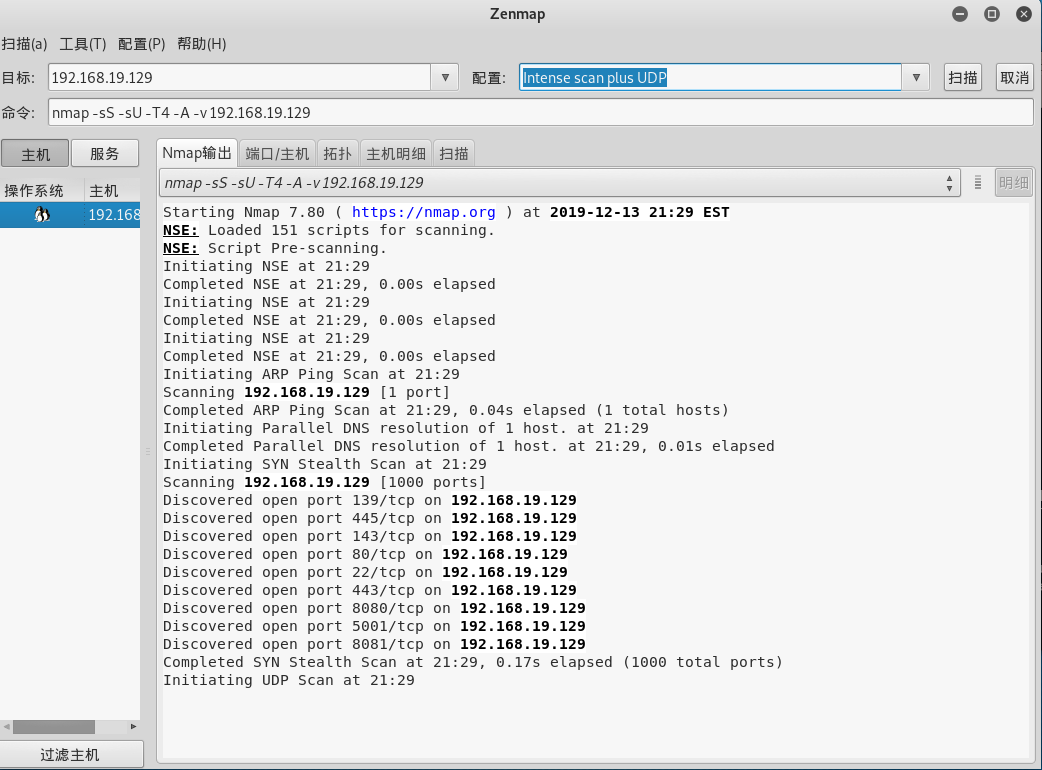 Zenmap
扫描(a) 工具(T) 配置(P) 帮助(H)
目标: 192.168.19.129 配置: Intense scan plus UDP 扫描 取消
命令: nmap -sS -sU -T4 -A -v 192.168.19.129
主机 服务 Nmap输出 端口/主机 拓扑 主机明细 扫描
操作系统 主机 nmap -sS -sU -T4 -A -v 192.168.19.129 明细
192.168
Starting Nmap 7.80 ( https://nmap.org ) at 2019-12-13 21:29 EST
NSE: Loaded 151 scripts for scanning.
NSE: Script Pre-scanning.
Initiating NSE at 21:29
Completed NSE at 21:29, 0.00s elapsed
Initiating NSE at 21:29
Completed NSE at 21:29, 0.00s elapsed
Initiating NSE at 21:29
Completed NSE at 21:29, 0.00s elapsed
Initiating ARP Ping Scan at 21:29
Scanning 192.168.19.129 [1 port]
Completed ARP Ping Scan at 21:29, 0.04s elapsed (1 total hosts)
Initiating Parallel DNS resolution of 1 host. at 21:29
Completed Parallel DNS resolution of 1 host. at 21:29, 0.01s elapsed
Initiating SYN Stealth Scan at 21:29
Scanning 192.168.19.129 [1000 ports]
Discovered open port 139/tcp on 192.168.19.129
Discovered open port 445/tcp on 192.168.19.129
Discovered open port 143/tcp on 192.168.19.129
Discovered open port 80/tcp on 192.168.19.129
Discovered open port 22/tcp on 192.168.19.129
Discovered open port 443/tcp on 192.168.19.129
Discovered open port 8080/tcp on 192.168.19.129
Discovered open port 5001/tcp on 192.168.19.129
Discovered open port 8081/tcp on 192.168.19.129
Completed SYN Stealth Scan at 21:29, 0.17s elapsed (1000 total ports)
Initiating UDP Scan at 21:29
过滤主机